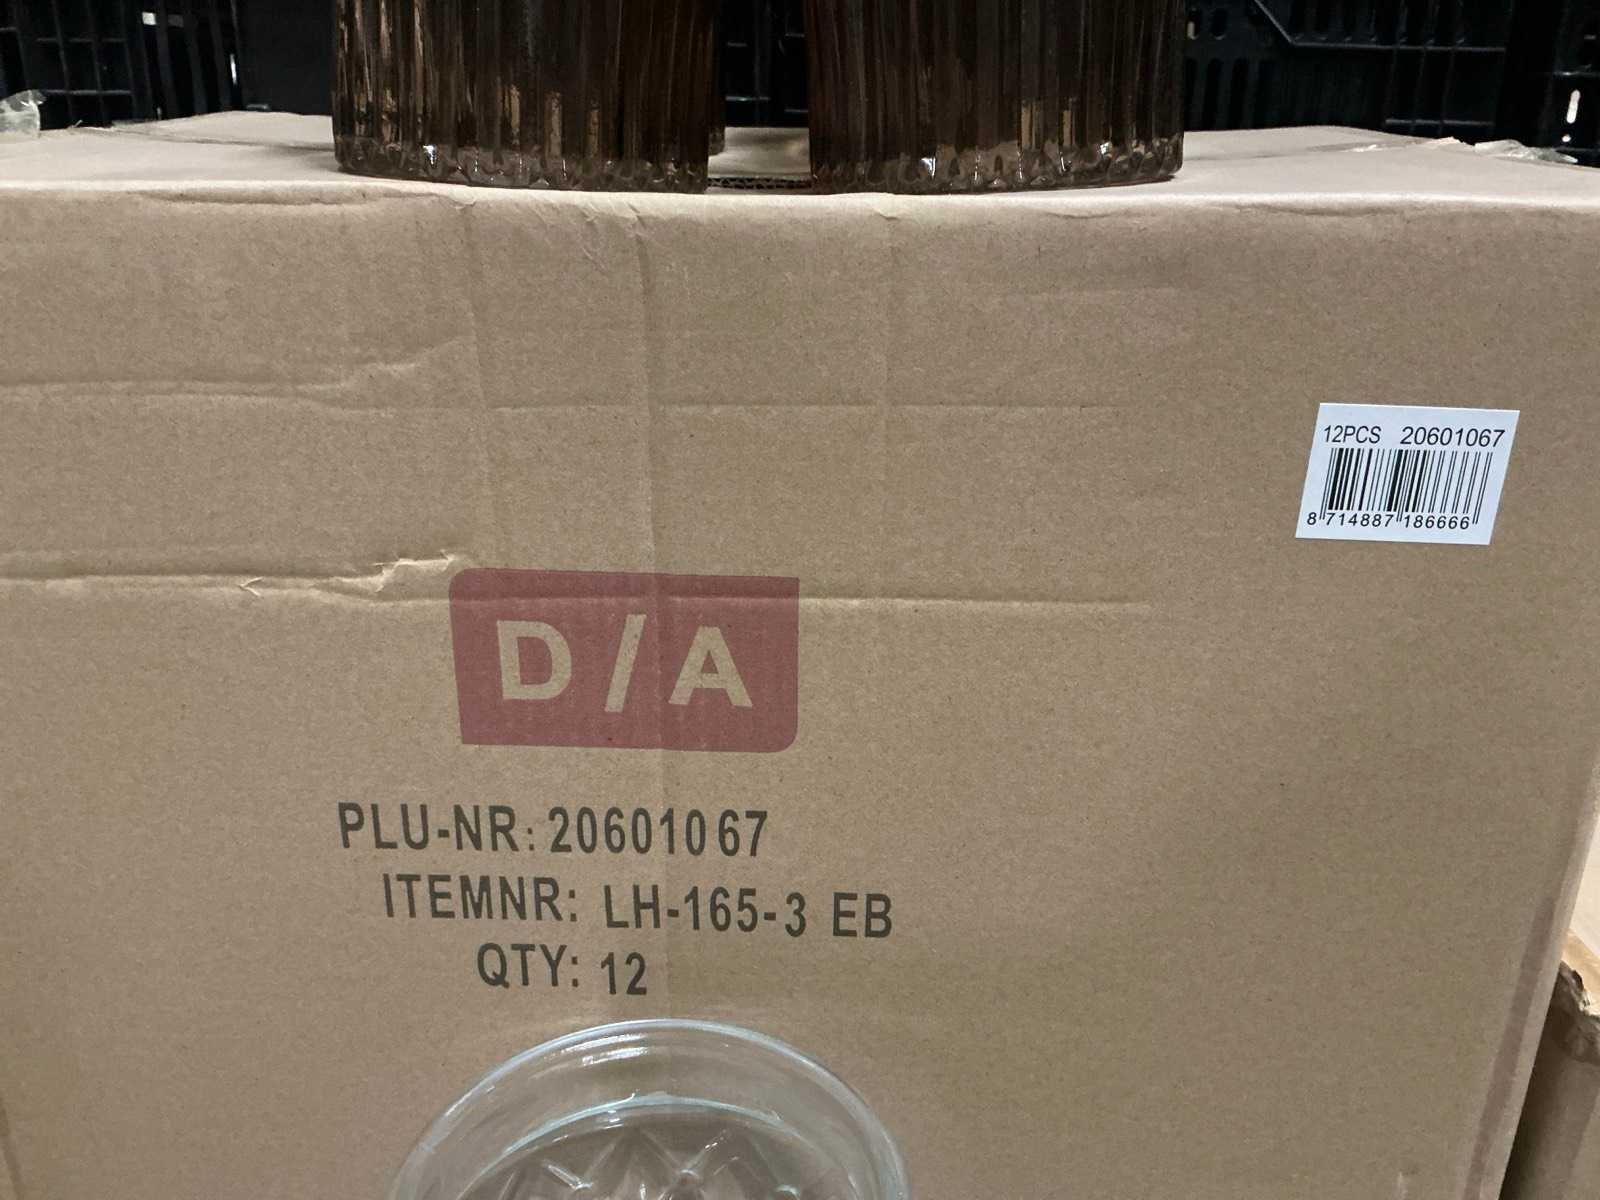 12PCS 20601067
8 714887 186666
D/A
PLU-NR: 20601067
ITEMNR: LH-165-3 EB
QTY: 12